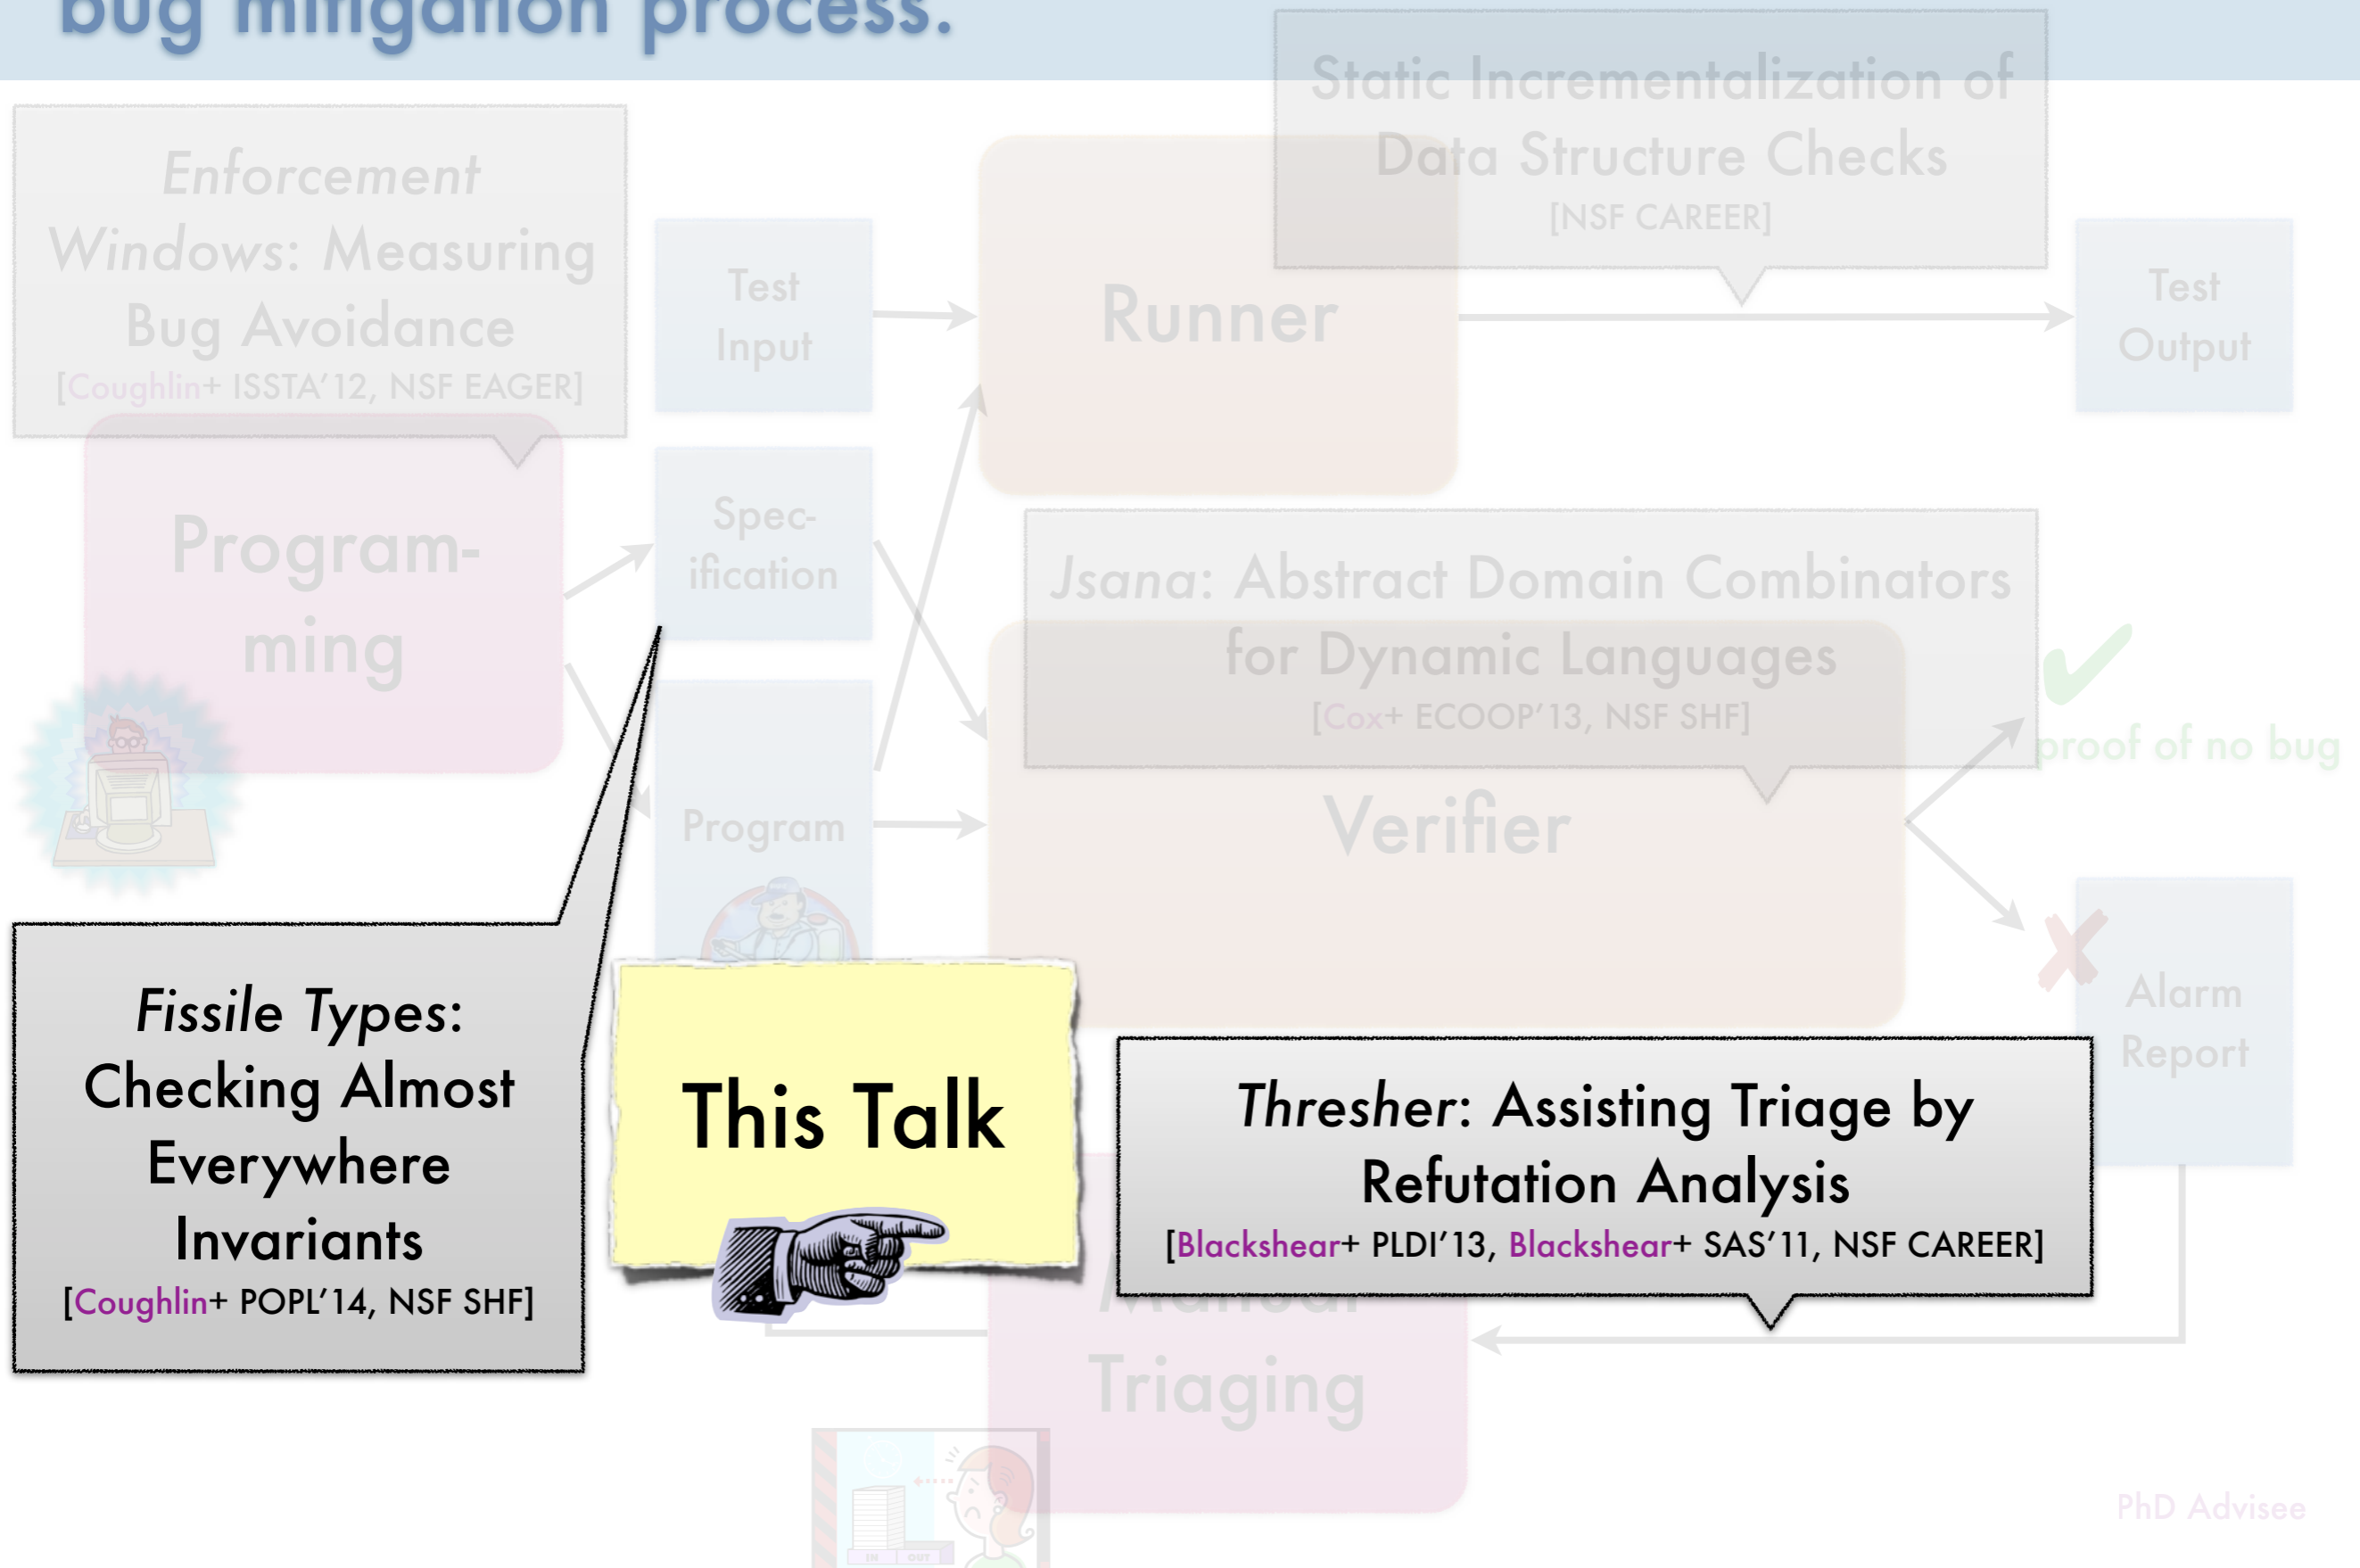 bug mitigation process.
Static Incrementalization of
Data Structure Checks
[NSF CAREER]
Enforcement
Windows: Measuring
Bug Avoidance
[Coughlin+ ISSTA'12, NSF EAGER]
Test
Input
Runner
Test
Output
Program-
ming
Spec-
ification
Jsana: Abstract Domain Combinators
for Dynamic Languages
[Cox+ ECOOP'13, NSF SHF]
proof of no bug
Program
Verifier
Alarm
Report
Fissile Types:
Checking Almost
Everywhere
Invariants
[Coughlin+ POPL'14, NSF SHF]
This Talk
Thresher: Assisting Triage by
Refutation Analysis
[Blackshear+ PLDI'13, Blackshear+ SAS'11, NSF CAREER]
Manual
Triaging
IN OUT
PhD Advisee